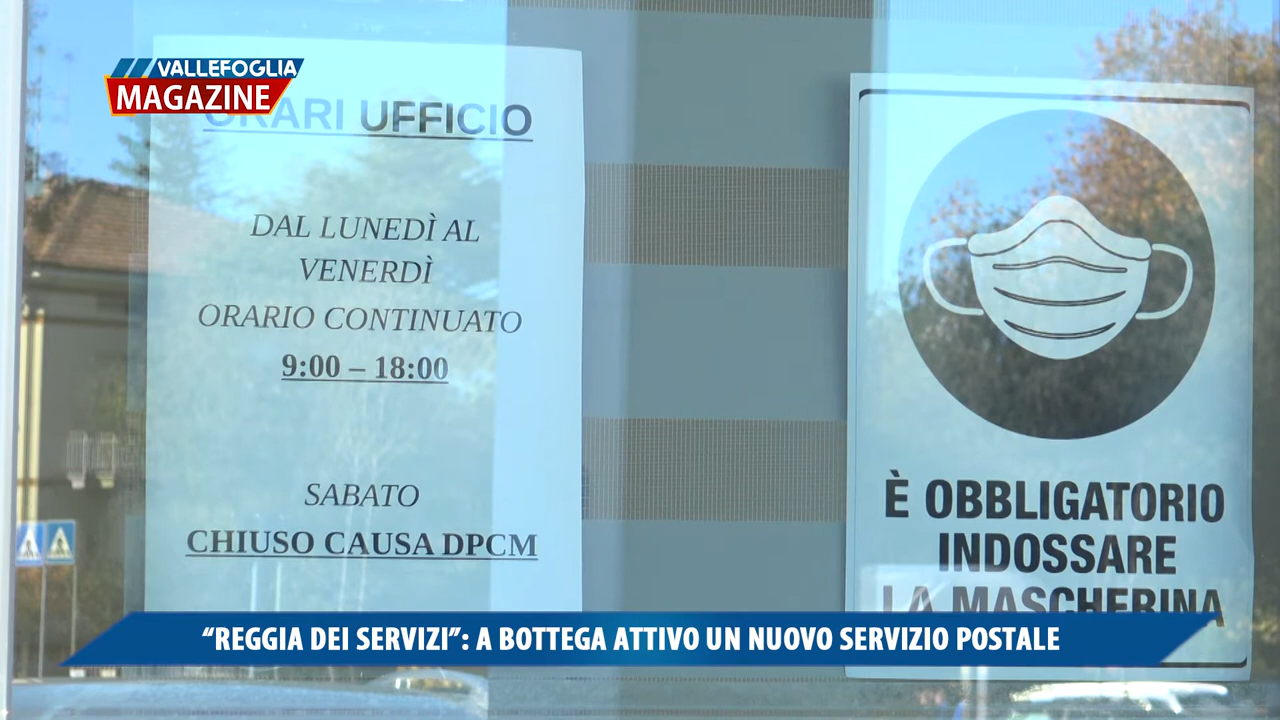 VALLEFOGLIA
MAGAZINE
ORARI UFFICIO
DAL LUNEDÌ AL
VENERDÌ
ORARIO CONTINUATO
9:00 – 18:00
SABATO
CHIUSO CAUSA DPCM
È OBBLIGATORIO
INDOSSARE
LA MASCHERINA
“REGGIA DEI SERVIZI”: A BOTTEGA ATTIVO UN NUOVO SERVIZIO POSTALE